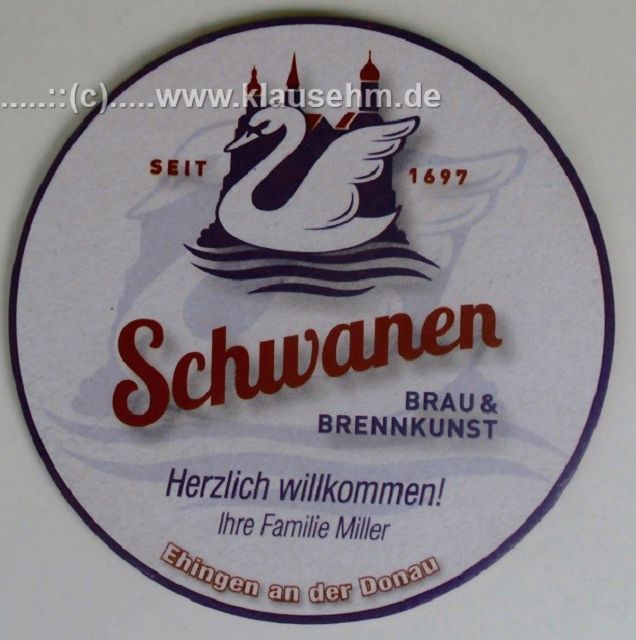 .....::(c).....www.klausehm.de
SEIT 1697
Schwanen
BRAU &
BRENNKUNST
Herzlich willkommen!
Ihre Familie Miller
Ehingen an der Donau